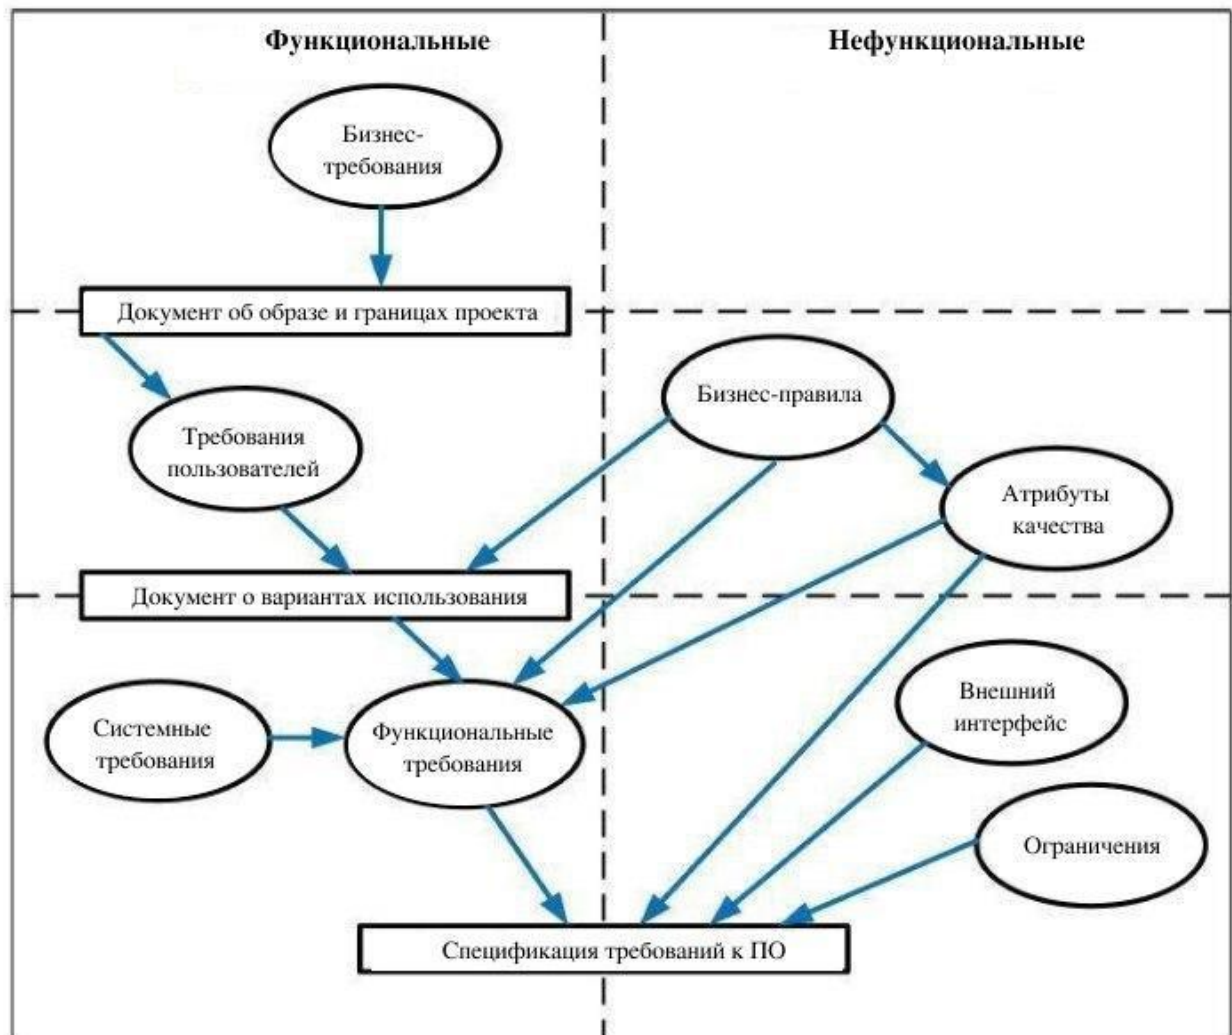 Функциональные
Нефункциональные
Бизнес-
требования
Документ об образе и границах проекта
Бизнес-правила
Требования
пользователей
Атрибуты
качества
Документ о вариантах использования
Системные
требования
Функциональные
требования
Внешний
интерфейс
Ограничения
Спецификация требований к ПО